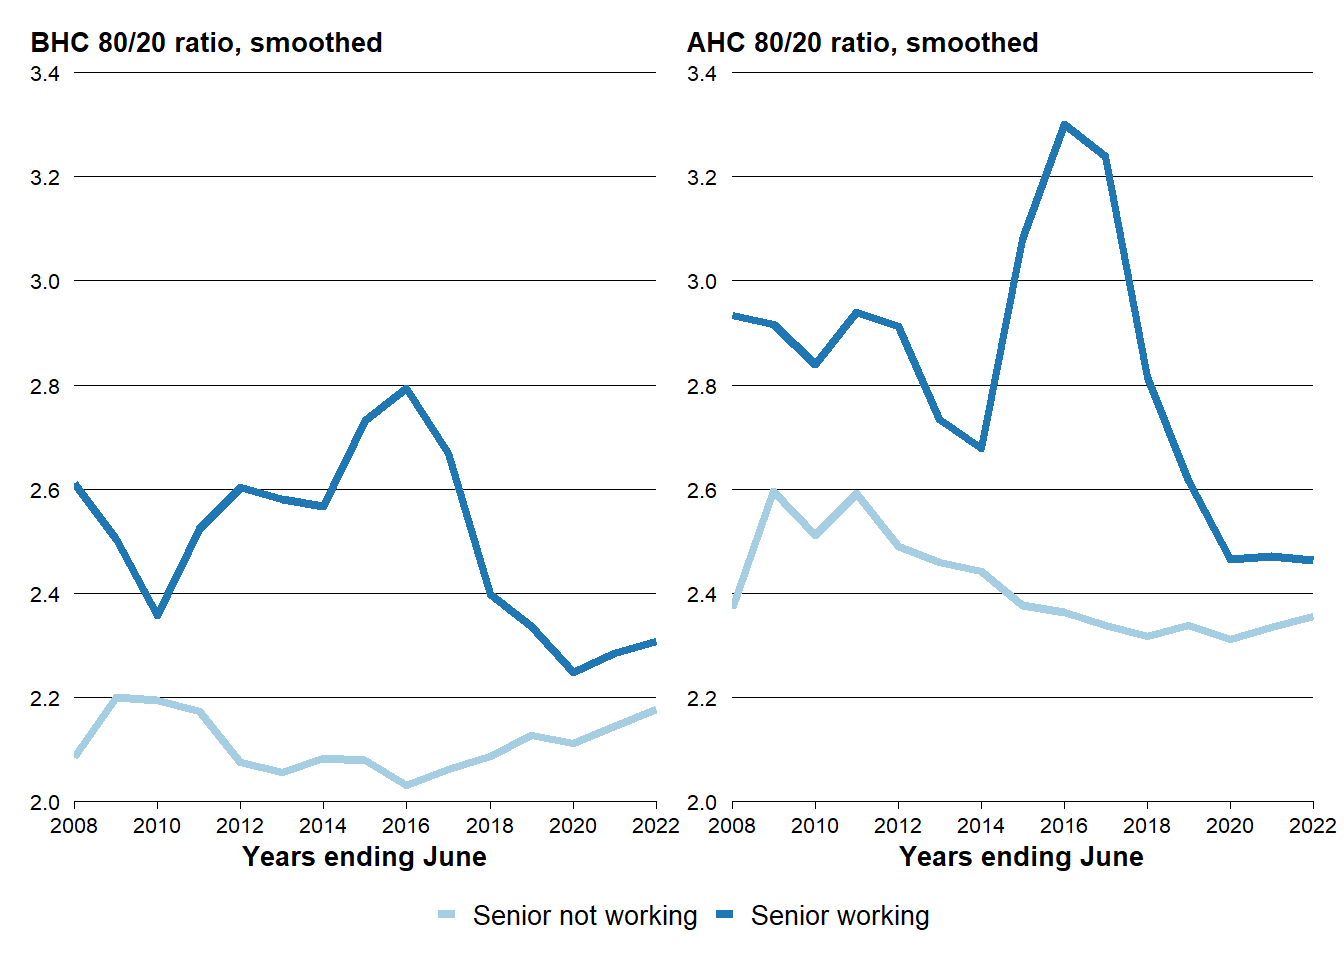 BHC 80/20 ratio, smoothed
3.4
3.2
3.0
2.8
2.6
2.4
2.2
2.0
2008 2010 2012 2014 2016 2018 2020 2022
Years ending June
AHC 80/20 ratio, smoothed
3.4
3.2
3.0
2.8
2.6
2.4
2.2
2.0
2008 2010 2012 2014 2016 2018 2020 2022
Years ending June
Senior not working Senior working